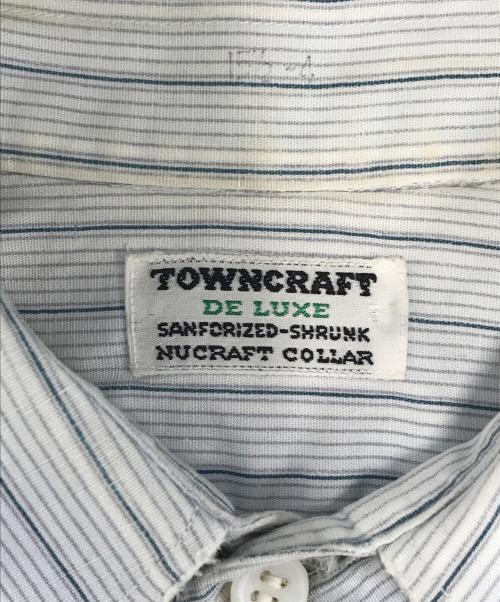 TOWNCRAFT
DE LUXE
SANFORIZED-SHRUNK
NUCRAFT COLLAR